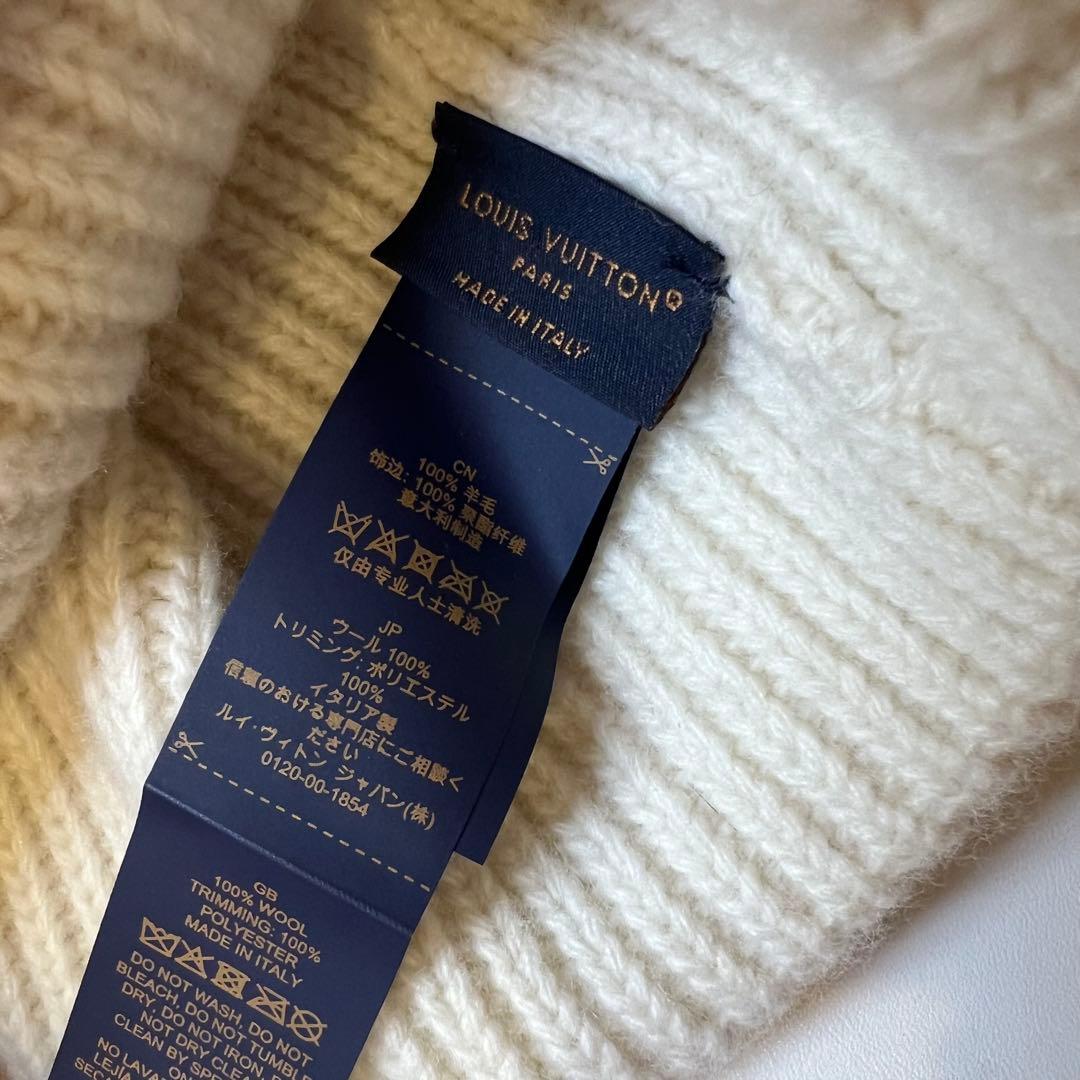 LOUIS VUITTON
PARIS
MADE IN ITALY
CN
100% 羊毛
饰边: 100% 聚酯纤维
意大利制造
仅由专业人士清洗
JP
ウール 100%
トリミング: ポリエステル
100%
イタリア製
信頼のおける専門店にご相談く
ださい
ルイ・ヴィトン ジャパン(株)
0120-00-1854
GB
100% WOOL
TRIMMING: 100%
POLYESTER
MADE IN ITALY
DO NOT WASH, DO NOT
BLEACH, DO NOT TUMBLE
DRY, DO NOT IRON,
NOT DRY CLEAN
CLEAN BY
NO